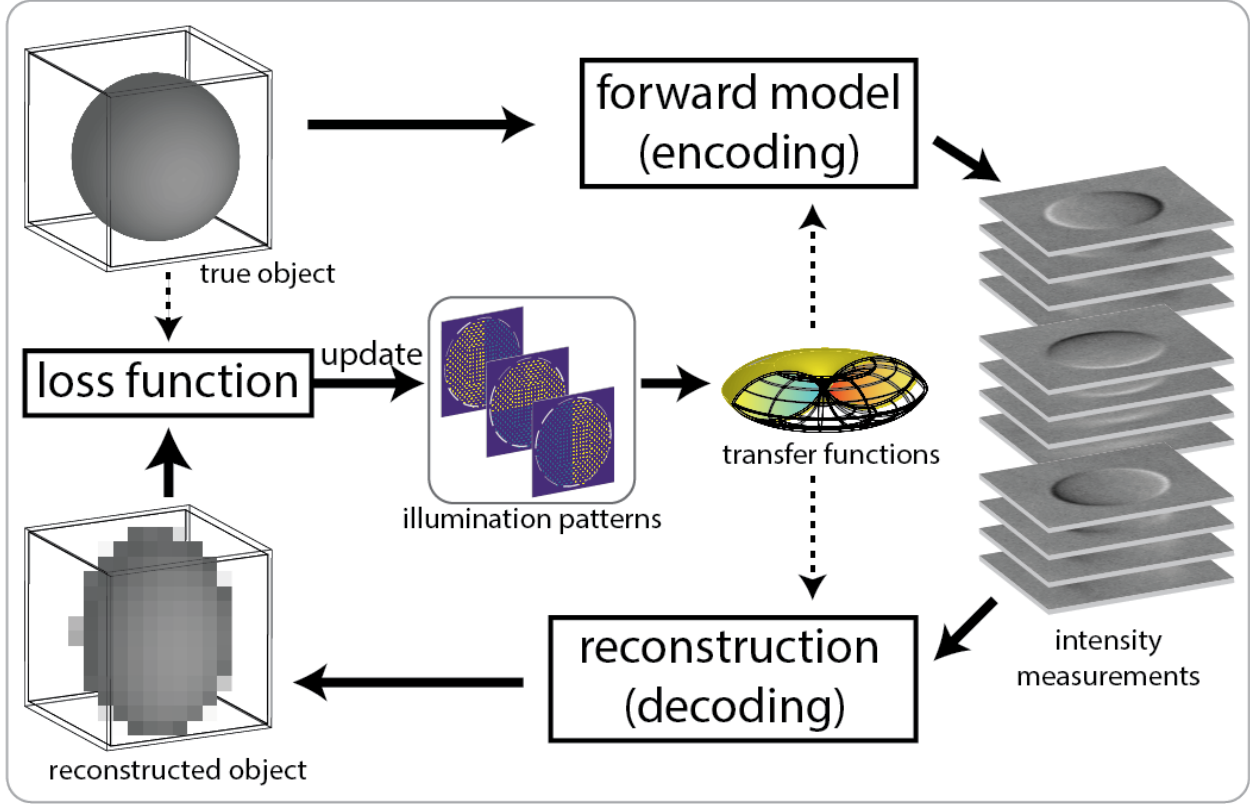 forward model
(encoding)
true object
loss function
update
illumination patterns
transfer functions
reconstruction
(decoding)
intensity
measurements
reconstructed object